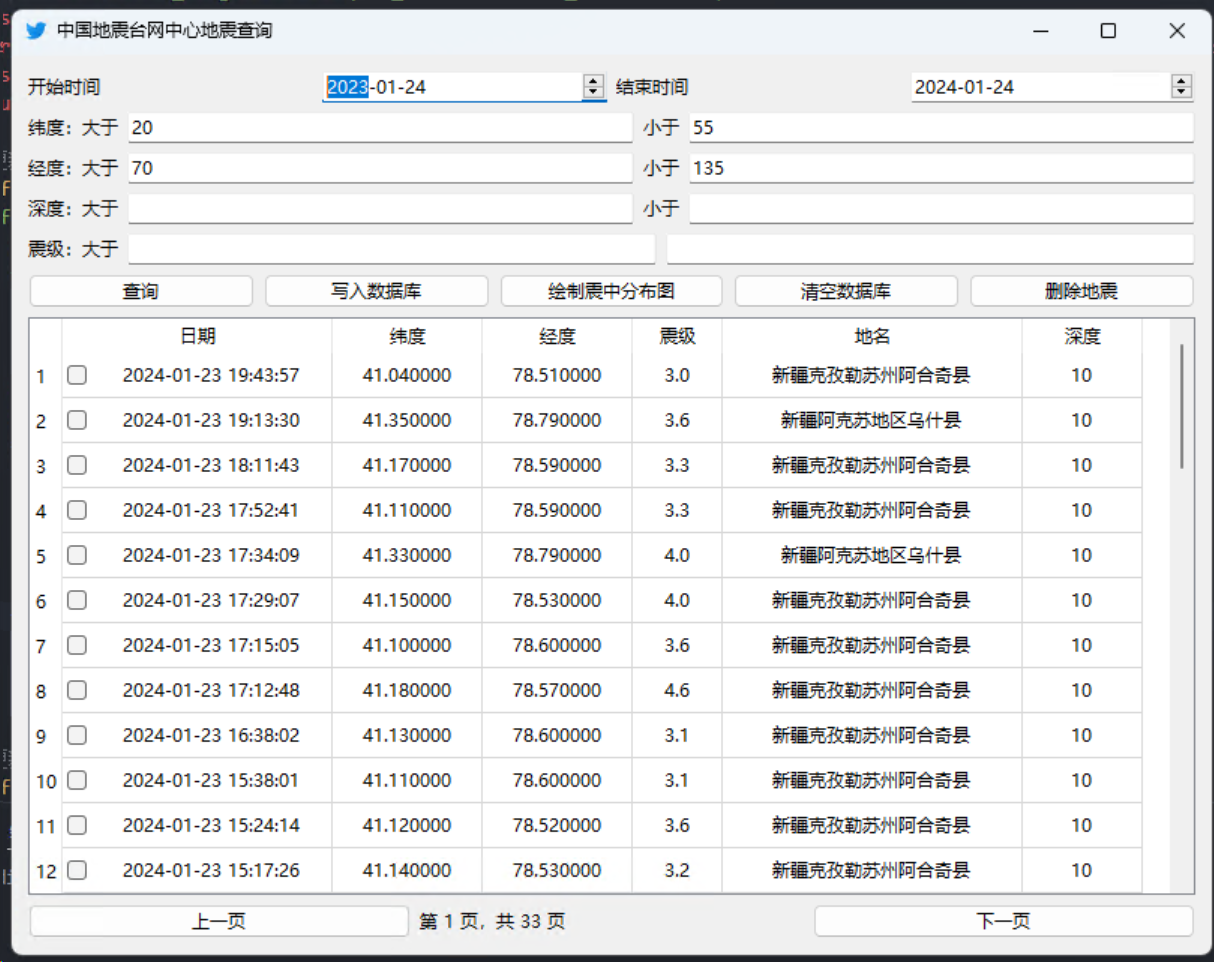 中国地震台网中心地震查询
开始时间 2023-01-24 结束时间 2024-01-24
纬度：大于 20 小于 55
经度：大于 70 小于 135
深度：大于 小于
震级：大于
查询 写入数据库 绘制震中分布图 清空数据库 删除地震
日期 纬度 经度 震级 地名 深度
1 2024-01-23 19:43:57 41.040000 78.510000 3.0 新疆克孜勒苏州阿合奇县 10
2 2024-01-23 19:13:30 41.350000 78.790000 3.6 新疆阿克苏地区乌什县 10
3 2024-01-23 18:11:43 41.170000 78.590000 3.3 新疆克孜勒苏州阿合奇县 10
4 2024-01-23 17:52:41 41.110000 78.590000 3.3 新疆克孜勒苏州阿合奇县 10
5 2024-01-23 17:34:09 41.330000 78.790000 4.0 新疆阿克苏地区乌什县 10
6 2024-01-23 17:29:07 41.150000 78.530000 4.0 新疆克孜勒苏州阿合奇县 10
7 2024-01-23 17:15:05 41.100000 78.600000 3.6 新疆克孜勒苏州阿合奇县 10
8 2024-01-23 17:12:48 41.180000 78.570000 4.6 新疆克孜勒苏州阿合奇县 10
9 2024-01-23 16:38:02 41.130000 78.600000 3.1 新疆克孜勒苏州阿合奇县 10
10 2024-01-23 15:38:01 41.110000 78.600000 3.1 新疆克孜勒苏州阿合奇县 10
11 2024-01-23 15:24:14 41.120000 78.520000 3.6 新疆克孜勒苏州阿合奇县 10
12 2024-01-23 15:17:26 41.140000 78.530000 3.2 新疆克孜勒苏州阿合奇县 10
上一页 第 1 页，共 33 页 下一页